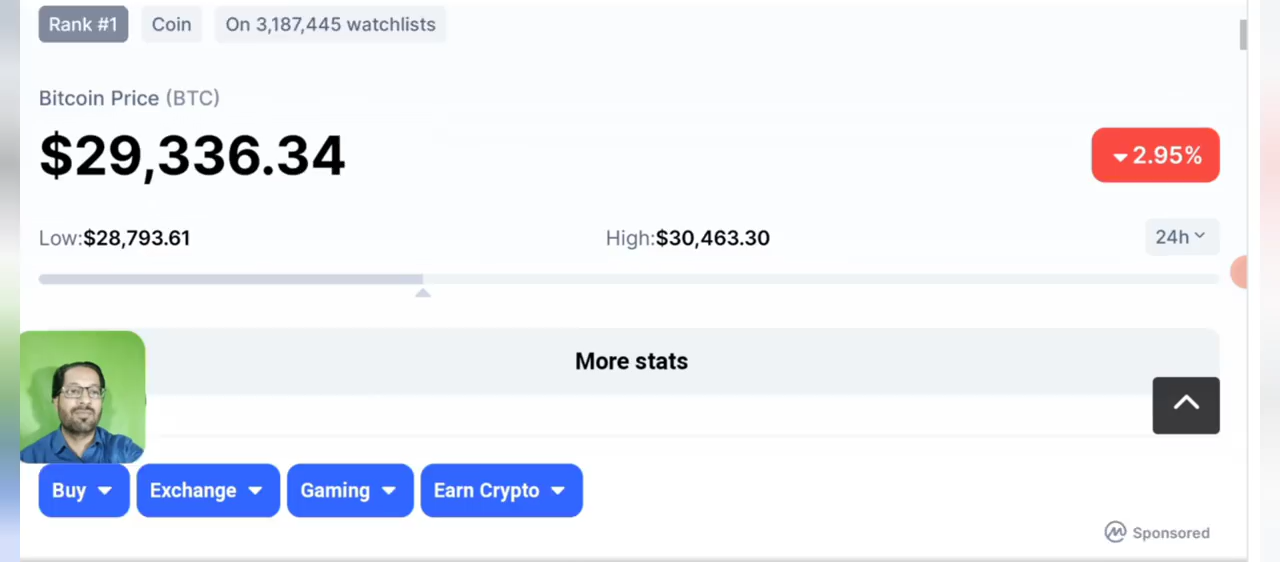 Rank #1 Coin On 3,187,445 watchlists
Bitcoin Price (BTC)
$29,336.34 2.95%
Low:$28,793.61 High:$30,463.30 24h
More stats
Buy Exchange Gaming Earn Crypto
Sponsored